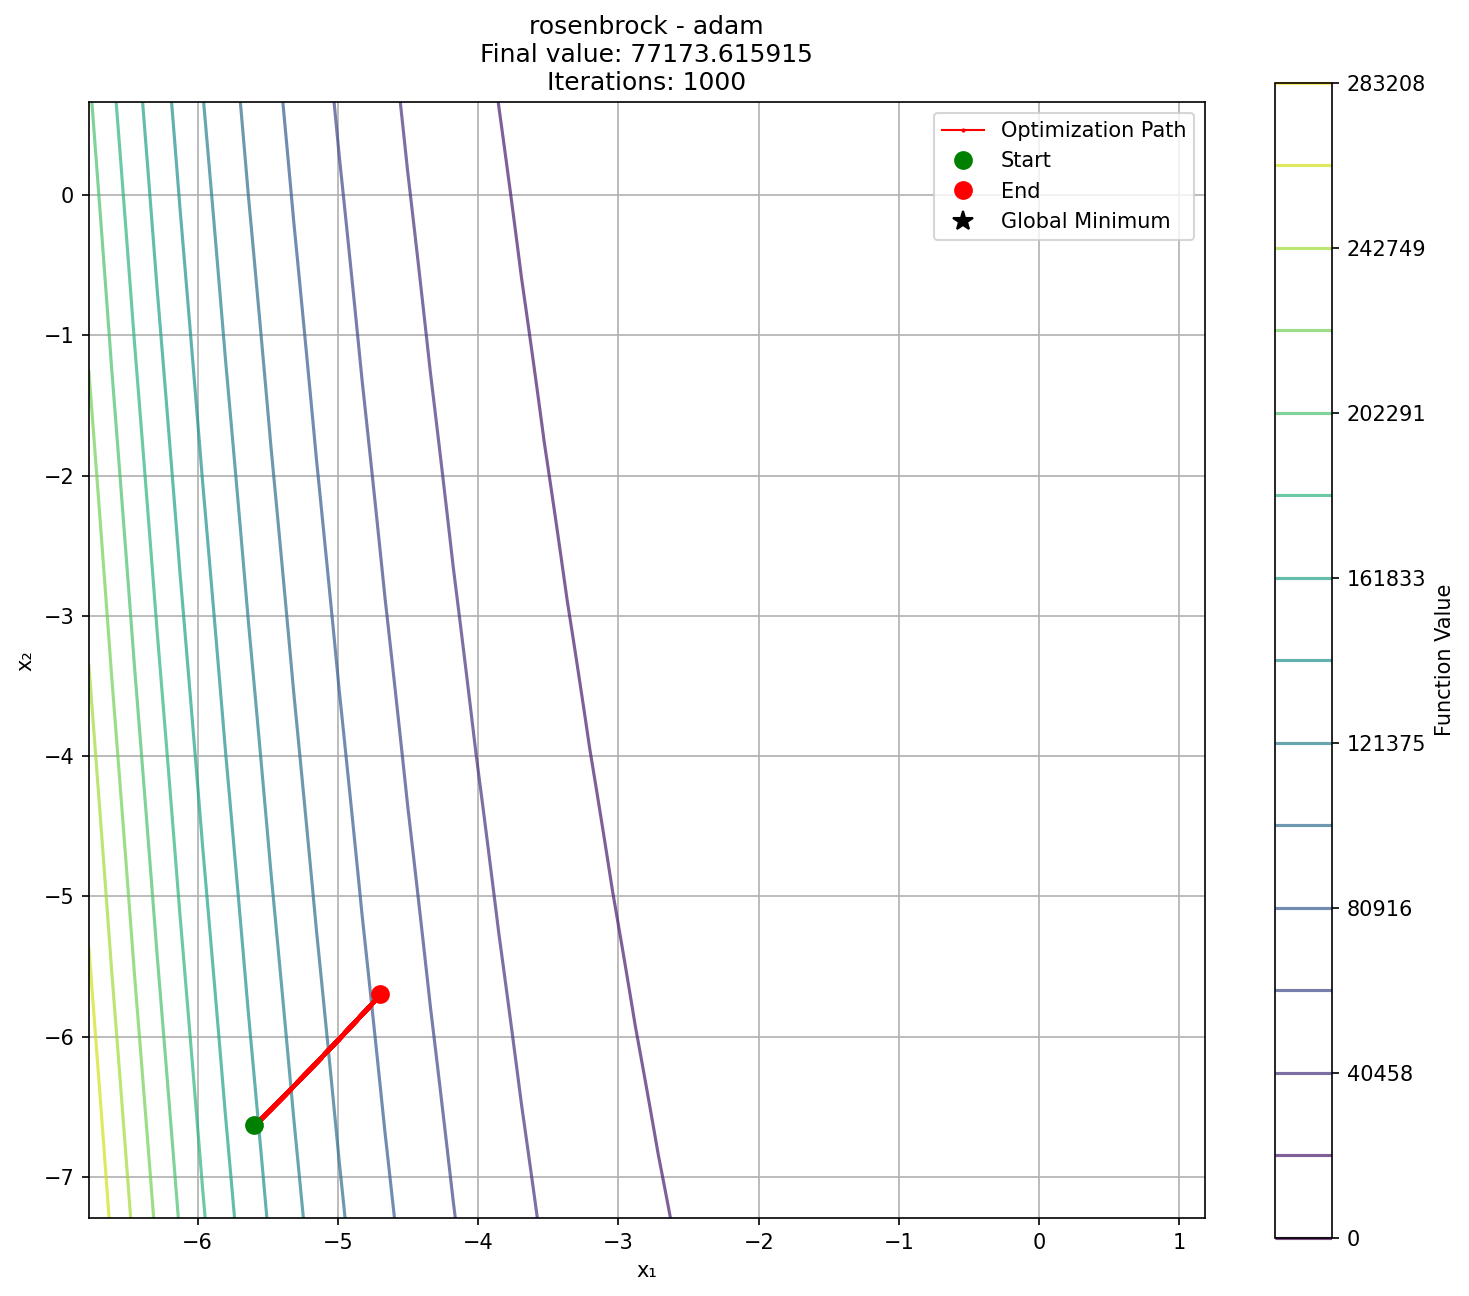 rosenbrock - adam
Final value: 77173.615915
Iterations: 1000
Optimization Path
Start
End
Global Minimum
0
−1
−2
−3
−4
−5
−6
−7
x₂
−6
−5
−4
−3
−2
−1
0
1
x₁
283208
242749
202291
161833
121375
80916
40458
0
Function Value